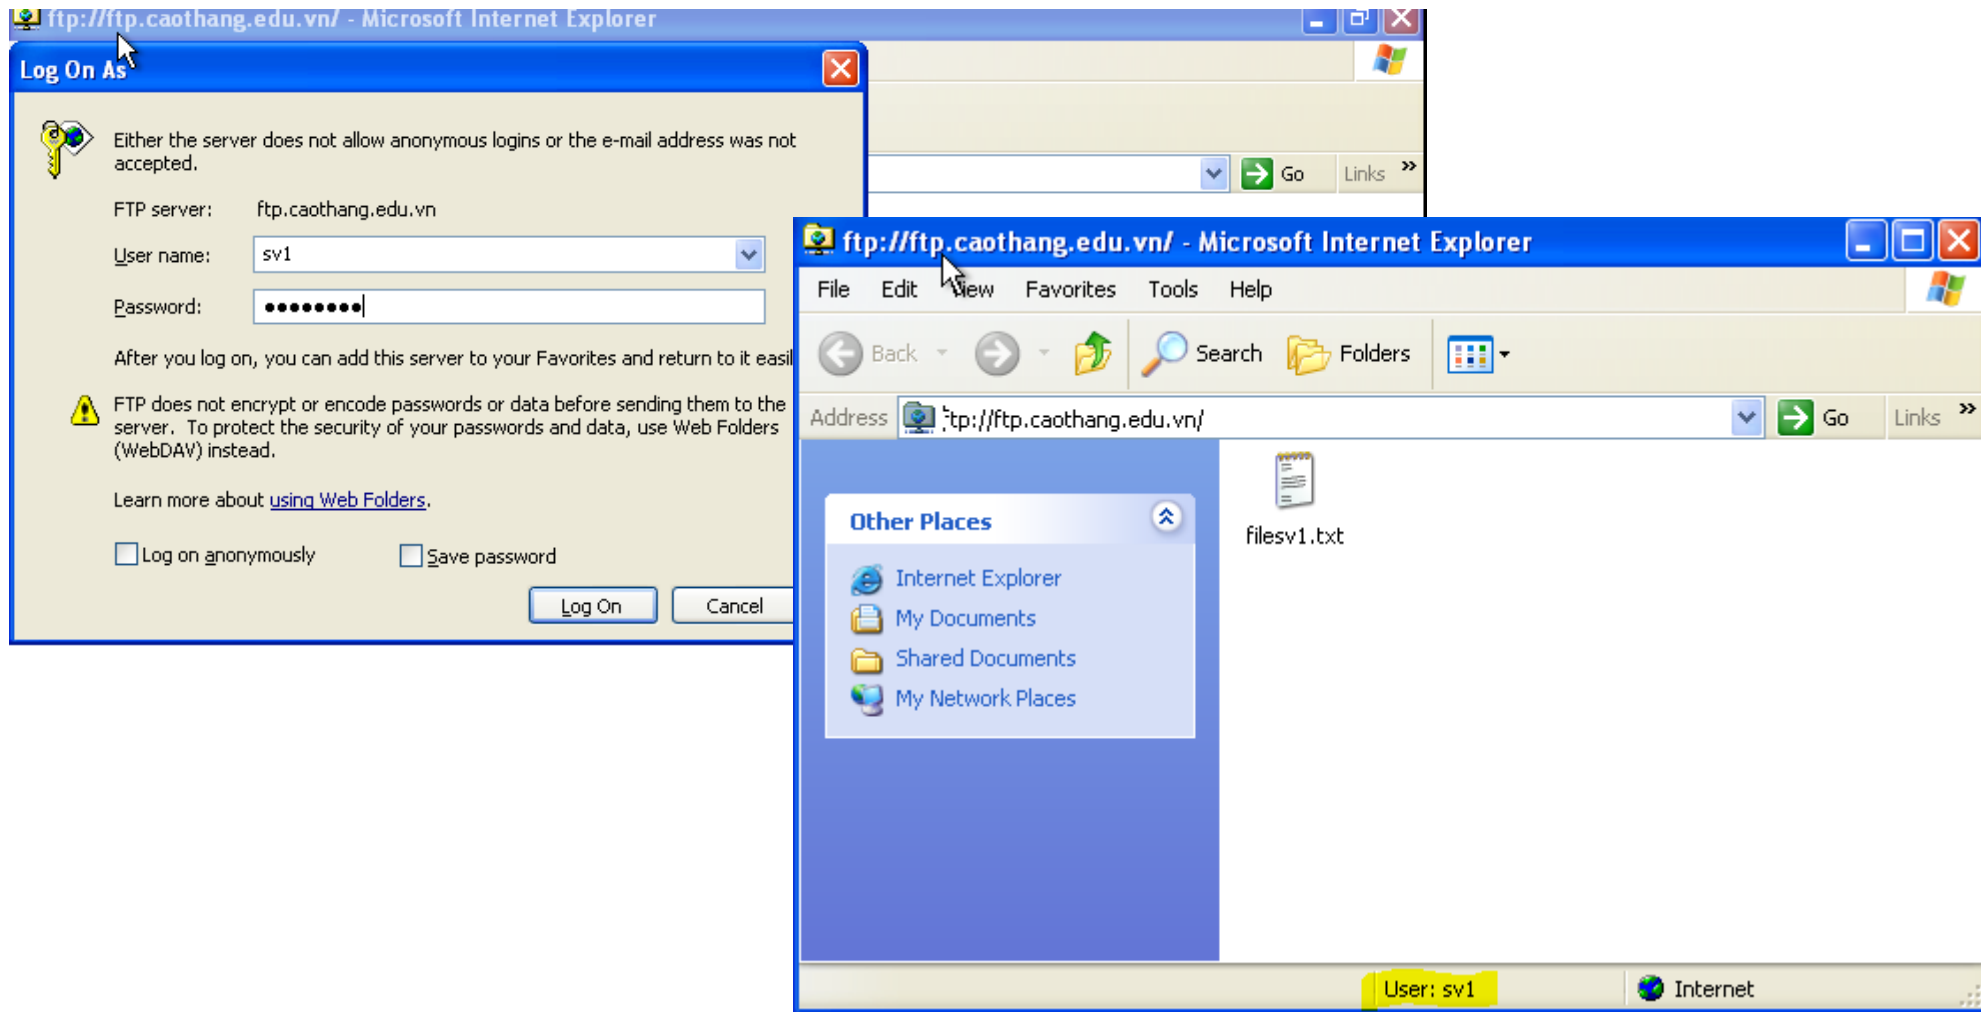 ftp://ftp.caothang.edu.vn/ - Microsoft Internet Explorer
Log On As
Either the server does not allow anonymous logins or the e-mail address was not
accepted.
FTP server: ftp.caothang.edu.vn
User name: sv1
Password: ●●●●●●●●
After you log on, you can add this server to your Favorites and return to it easil
FTP does not encrypt or encode passwords or data before sending them to the
server. To protect the security of your passwords and data, use Web Folders
(WebDAV) instead.
Learn more about using Web Folders.
Log on anonymously Save password
Log On Cancel
Go Links »
ftp://ftp.caothang.edu.vn/ - Microsoft Internet Explorer
File Edit View Favorites Tools Help
Back Search Folders
Address ftp://ftp.caothang.edu.vn/ Go Links »
Other Places
Internet Explorer
My Documents
Shared Documents
My Network Places
filesv1.txt
User: sv1 Internet